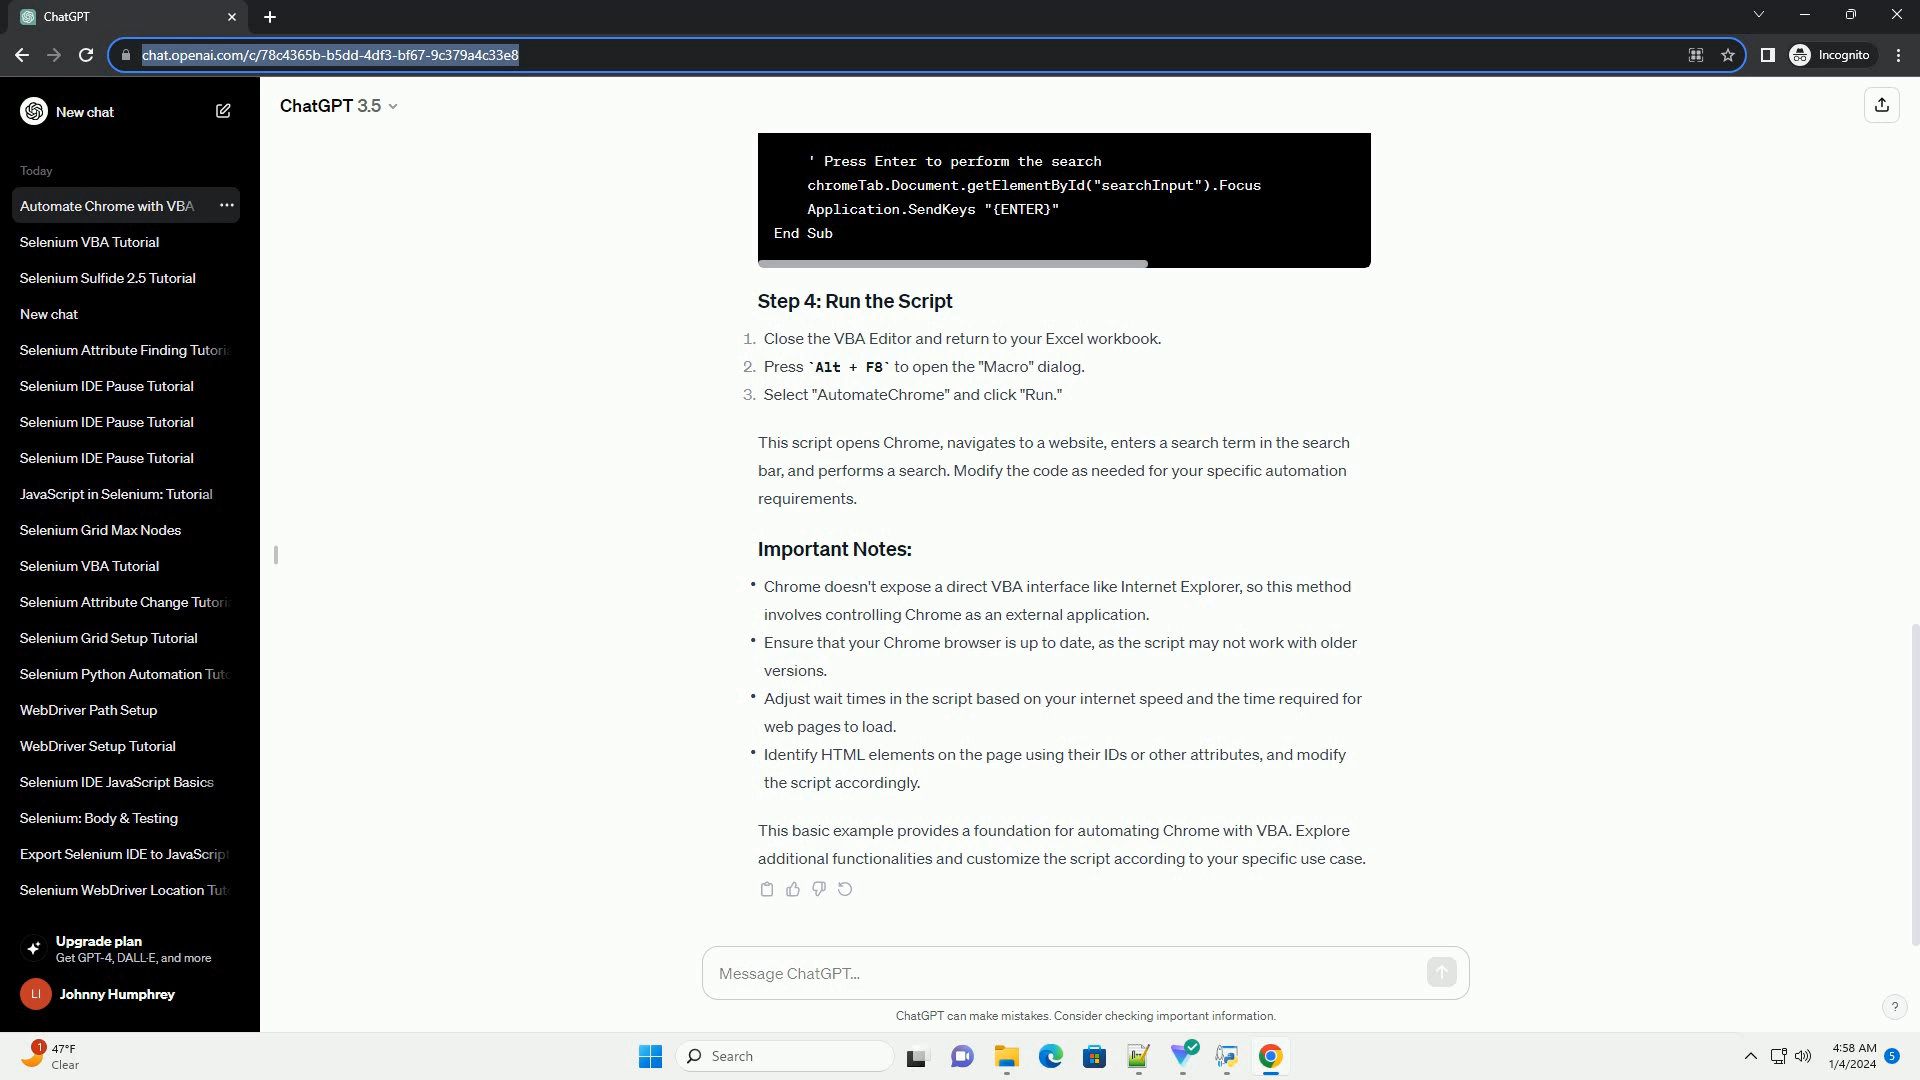 ChatGPT
chat.openai.com/c/78c4365b-b5dd-4df3-bf67-9c379a4c33e8
Incognito
New chat
Today
Automate Chrome with VBA
Selenium VBA Tutorial
Selenium Sulfide 2.5 Tutorial
New chat
Selenium Attribute Finding Tutori
Selenium IDE Pause Tutorial
Selenium IDE Pause Tutorial
Selenium IDE Pause Tutorial
JavaScript in Selenium: Tutorial
Selenium Grid Max Nodes
Selenium VBA Tutorial
Selenium Attribute Change Tutori
Selenium Grid Setup Tutorial
Selenium Python Automation Tut
WebDriver Path Setup
WebDriver Setup Tutorial
Selenium IDE JavaScript Basics
Selenium: Body & Testing
Export Selenium IDE to JavaScript
Selenium WebDriver Location Tut
Upgrade plan
Get GPT-4, DALL·E, and more
LI
Johnny Humphrey
ChatGPT 3.5
' Press Enter to perform the search
chromeTab.Document.getElementById("searchInput").Focus
Application.SendKeys "{ENTER}"
End Sub
Step 4: Run the Script
1. Close the VBA Editor and return to your Excel workbook.
2. Press `Alt + F8` to open the "Macro" dialog.
3. Select "AutomateChrome" and click "Run."
This script opens Chrome, navigates to a website, enters a search term in the search
bar, and performs a search. Modify the code as needed for your specific automation
requirements.
Important Notes:
• Chrome doesn't expose a direct VBA interface like Internet Explorer, so this method
involves controlling Chrome as an external application.
• Ensure that your Chrome browser is up to date, as the script may not work with older
versions.
• Adjust wait times in the script based on your internet speed and the time required for
web pages to load.
• Identify HTML elements on the page using their IDs or other attributes, and modify
the script accordingly.
This basic example provides a foundation for automating Chrome with VBA. Explore
additional functionalities and customize the script according to your specific use case.
Message ChatGPT...
ChatGPT can make mistakes. Consider checking important information.
?
1
47°F
Clear
Search
4:58 AM
1/4/2024
5